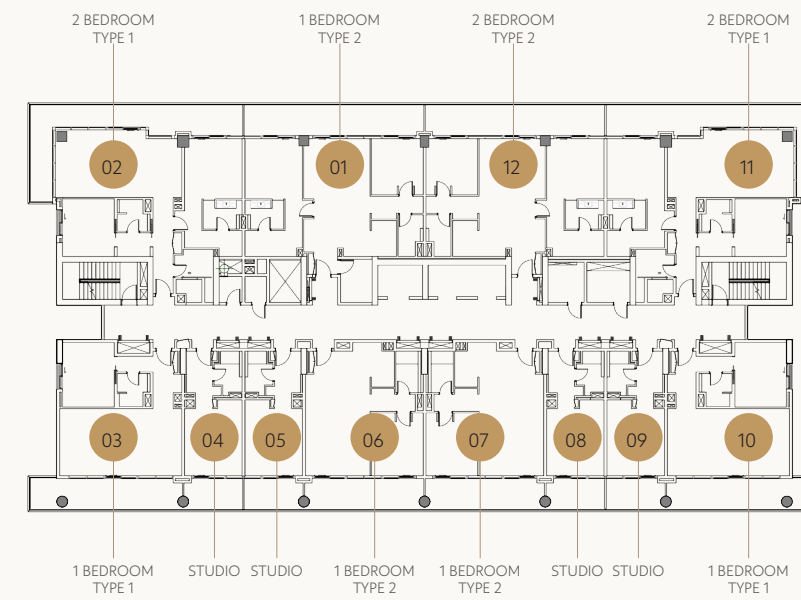 2 BEDROOM
TYPE 1
1 BEDROOM
TYPE 2
2 BEDROOM
TYPE 2
2 BEDROOM
TYPE 1
02
01
12
11
03
04
05
06
07
08
09
10
1 BEDROOM
TYPE 1
STUDIO
STUDIO
1 BEDROOM
TYPE 2
1 BEDROOM
TYPE 2
STUDIO
STUDIO
1 BEDROOM
TYPE 1